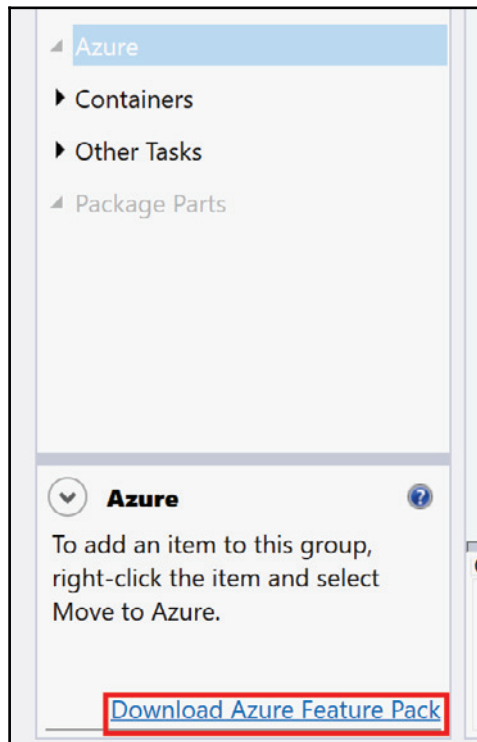 Azure
Containers
Other Tasks
Package Parts
Azure
To add an item to this group,
right-click the item and select
Move to Azure.
Download Azure Feature Pack